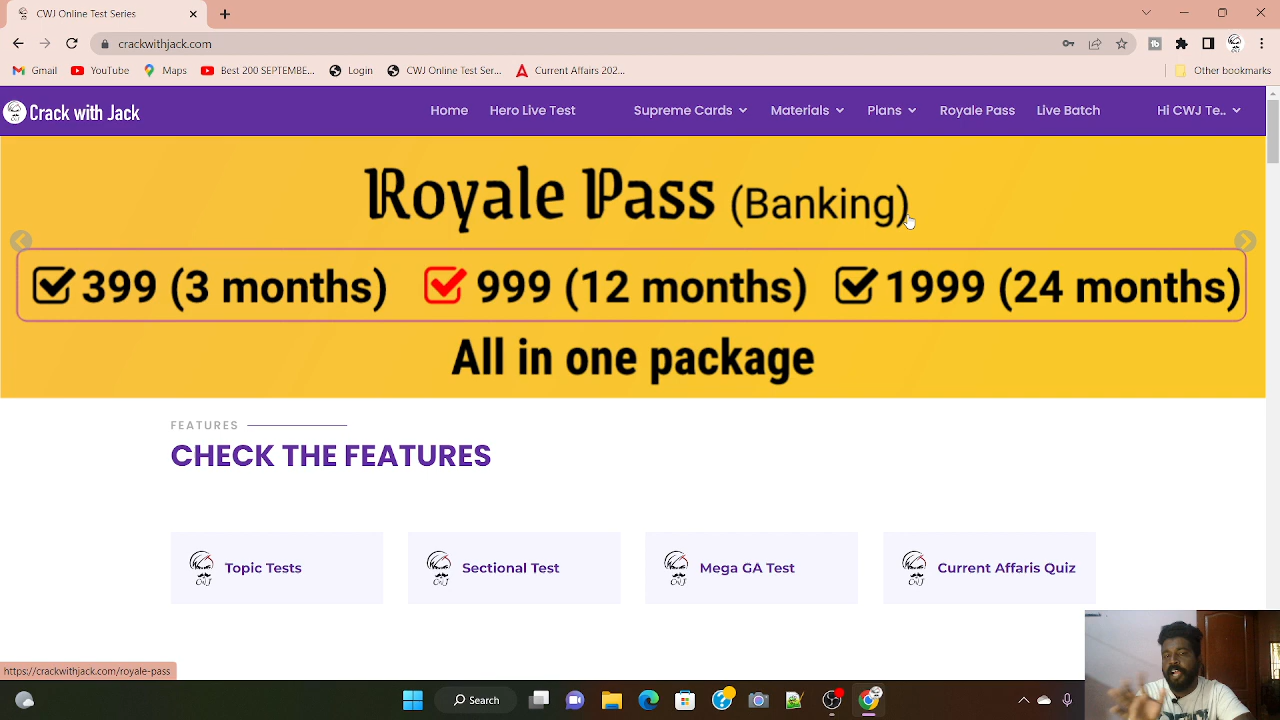 CWJ Online Test Series
crackwithjack.com
Gmail
YouTube
Maps
Best 200 SEPTEMBE...
Login
CWJ Online Test Ser...
Current Affairs 202...
Other bookmarks
Crack with Jack
Home
Hero Live Test
Supreme Cards
Materials
Plans
Royale Pass
Live Batch
Hi CWJ Te..
Royale Pass (Banking)
399 (3 months) 999 (12 months) 1999 (24 months)
All in one package
FEATURES
CHECK THE FEATURES
Topic Tests
Sectional Test
Mega GA Test
Current Affaris Quiz
https://crackwithjack.com/royale-pass
Search